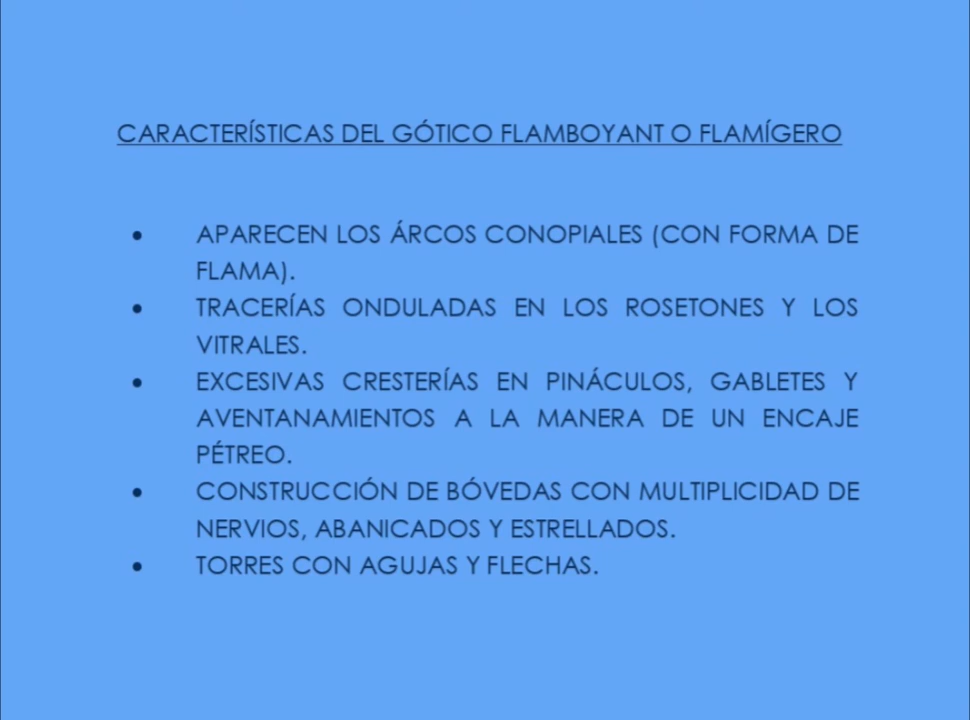 CARACTERÍSTICAS DEL GÓTICO FLAMBOYANT O FLAMÍGERO
• APARECEN LOS ÁRCOS CONOPIALES (CON FORMA DE
FLAMA).
• TRACERÍAS ONDULADAS EN LOS ROSETONES Y LOS
VITRALES.
• EXCESIVAS CRESTERÍAS EN PINÁCULOS, GABLETES Y
AVENTANAMIENTOS A LA MANERA DE UN ENCAJE
PÉTREO.
• CONSTRUCCIÓN DE BÓVEDAS CON MULTIPLICIDAD DE
NERVIOS, ABANICADOS Y ESTRELLADOS.
• TORRES CON AGUJAS Y FLECHAS.